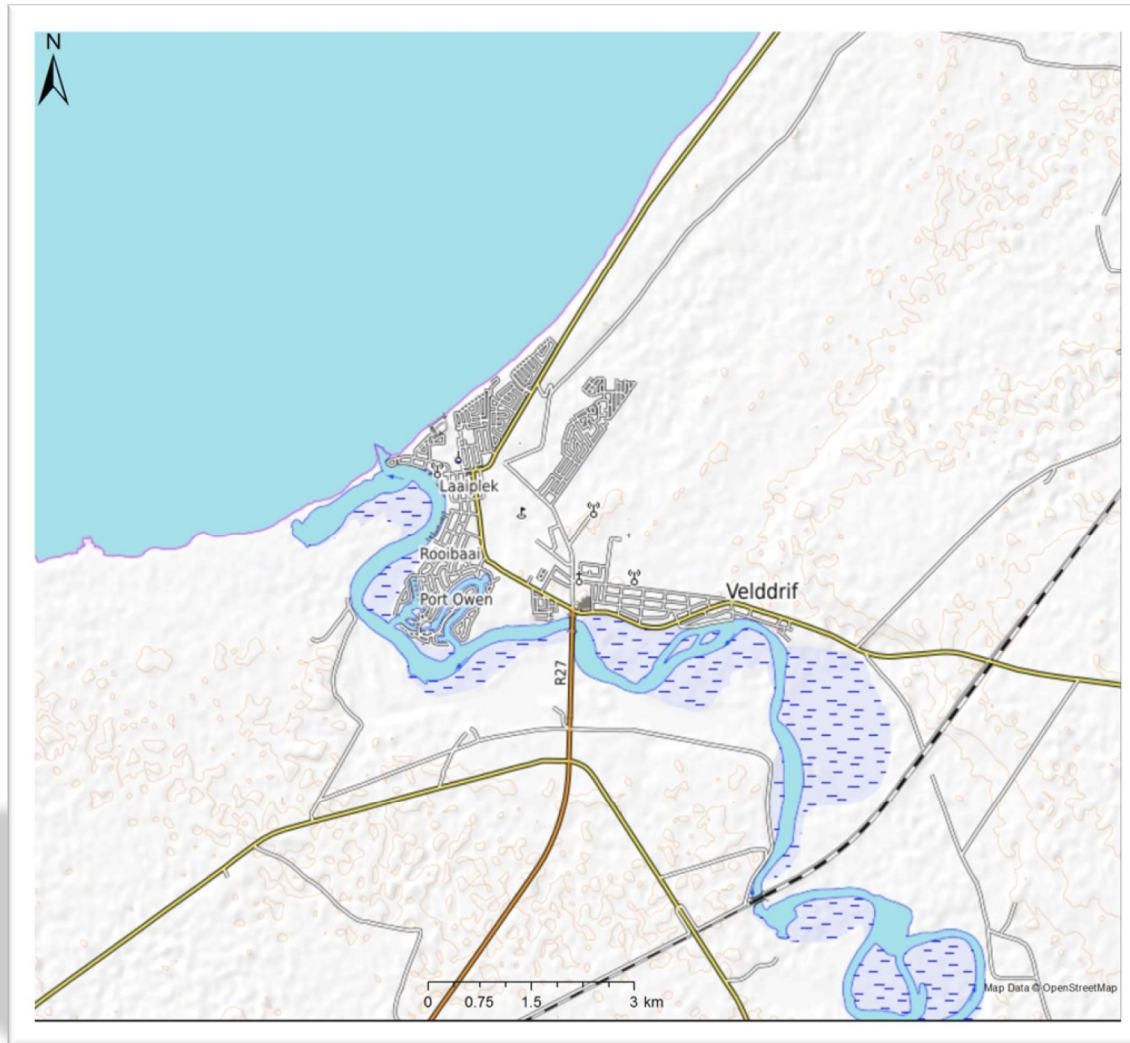 N
Laaiplek
Rooibaai
Port Owen
Velddrif
R27
0 0.75 1.5 3 km
Map Data © OpenStreetMap